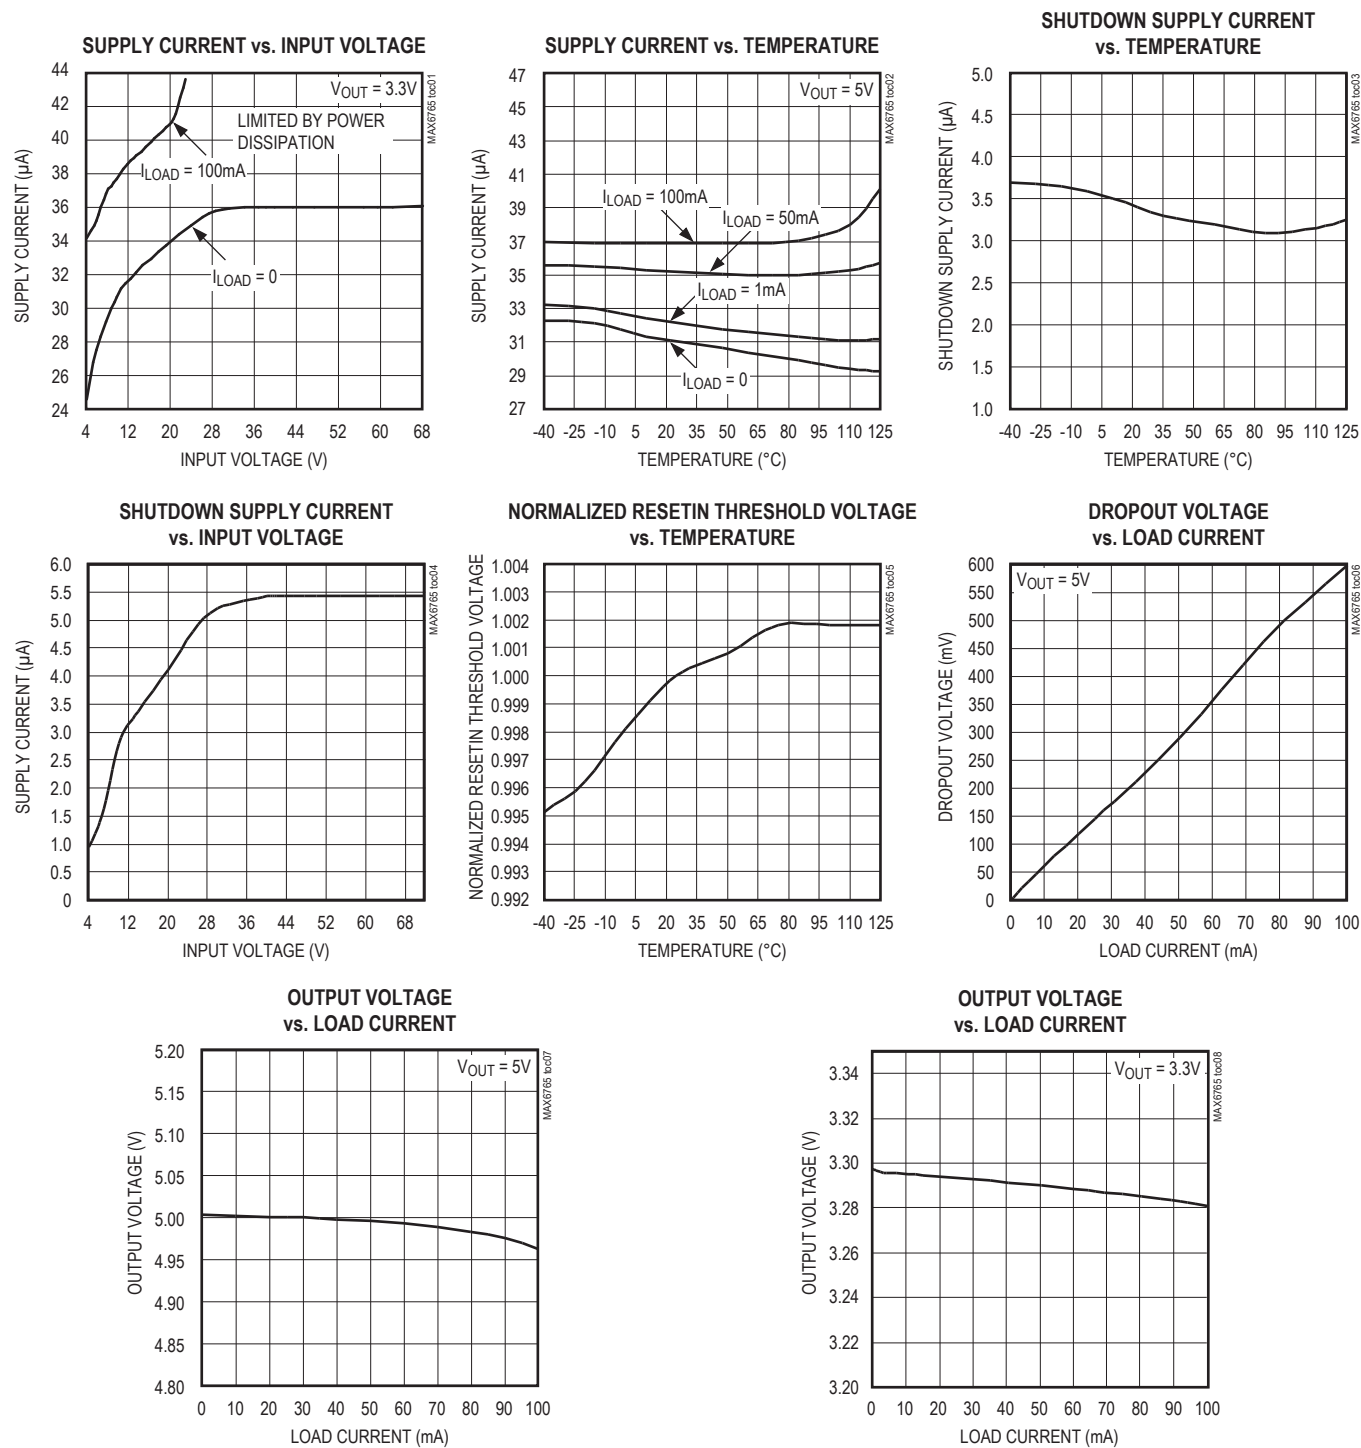 SUPPLY CURRENT vs. INPUT VOLTAGE
MAX6765 toc01
SUPPLY CURRENT (µA)
44
42
40
38
36
34
32
30
28
26
24
VOUT = 3.3V
LIMITED BY POWER
DISSIPATION
ILOAD = 100mA
ILOAD = 0
4 12 20 28 36 44 52 60 68
INPUT VOLTAGE (V)
SUPPLY CURRENT vs. TEMPERATURE
MAX6765 toc02
SUPPLY CURRENT (µA)
47
45
43
41
39
37
35
33
31
29
27
VOUT = 5V
ILOAD = 100mA
ILOAD = 50mA
ILOAD = 1mA
ILOAD = 0
-40 -25 -10 5 20 35 50 65 80 95 110 125
TEMPERATURE (°C)
SHUTDOWN SUPPLY CURRENT
vs. TEMPERATURE
MAX6765 toc03
SHUTDOWN SUPPLY CURRENT (µA)
5.0
4.5
4.0
3.5
3.0
2.5
2.0
1.5
1.0
-40 -25 -10 5 20 35 50 65 80 95 110 125
TEMPERATURE (°C)
SHUTDOWN SUPPLY CURRENT
vs. INPUT VOLTAGE
MAX6765 toc04
SUPPLY CURRENT (µA)
6.0
5.5
5.0
4.5
4.0
3.5
3.0
2.5
2.0
1.5
1.0
0.5
0
4 12 20 28 36 44 52 60 68
INPUT VOLTAGE (V)
NORMALIZED RESETIN THRESHOLD VOLTAGE
vs. TEMPERATURE
MAX6765 toc05
NORMALIZED RESETIN THRESHOLD VOLTAGE
1.004
1.003
1.002
1.001
1.000
0.999
0.998
0.997
0.996
0.995
0.994
0.993
0.992
-40 -25 -10 5 20 35 50 65 80 95 110 125
TEMPERATURE (°C)
DROPOUT VOLTAGE
vs. LOAD CURRENT
MAX6765 toc06
DROPOUT VOLTAGE (mV)
600
550
500
450
400
350
300
250
200
150
100
50
0
VOUT = 5V
0 10 20 30 40 50 60 70 80 90 100
LOAD CURRENT (mA)
OUTPUT VOLTAGE
vs. LOAD CURRENT
MAX6765 toc07
OUTPUT VOLTAGE (V)
5.20
5.15
5.10
5.05
5.00
4.95
4.90
4.85
4.80
VOUT = 5V
0 10 20 30 40 50 60 70 80 90 100
LOAD CURRENT (mA)
OUTPUT VOLTAGE
vs. LOAD CURRENT
MAX6765 toc08
OUTPUT VOLTAGE (V)
3.34
3.32
3.30
3.28
3.26
3.24
3.22
3.20
VOUT = 3.3V
0 10 20 30 40 50 60 70 80 90 100
LOAD CURRENT (mA)